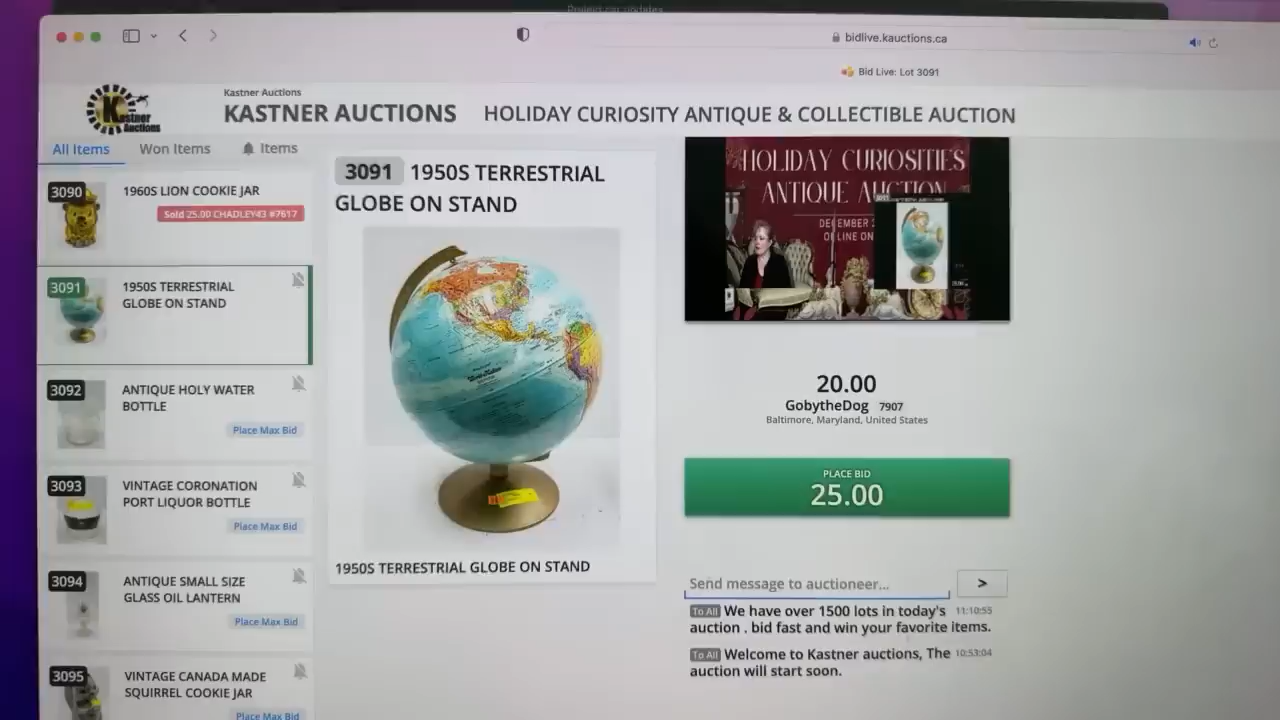 bidlive.kauctions.ca
Bid Live: Lot 3091
Kastner Auctions
Kastner
Auctions
KASTNER AUCTIONS
HOLIDAY CURIOSITY ANTIQUE & COLLECTIBLE AUCTION
All Items
Won Items
Items
3090
1960S LION COOKIE JAR
Sold 25.00 CHADLEY43 #7617
3091
1950S TERRESTRIAL
GLOBE ON STAND
3092
ANTIQUE HOLY WATER
BOTTLE
Place Max Bid
3093
VINTAGE CORONATION
PORT LIQUOR BOTTLE
Place Max Bid
3094
ANTIQUE SMALL SIZE
GLASS OIL LANTERN
Place Max Bid
3095
VINTAGE CANADA MADE
SQUIRREL COOKIE JAR
Place Max Bid
3091 1950S TERRESTRIAL
GLOBE ON STAND
1950S TERRESTRIAL GLOBE ON STAND
HOLIDAY CURIOSITIES
ANTIQUE AUCTION
20.00
GobytheDog 7907
Baltimore, Maryland, United States
PLACE BID
25.00
Send message to auctioneer...
>
To All We have over 1500 lots in today's 11:10:55
auction . bid fast and win your favorite items.
To All Welcome to Kastner auctions, The 10:53:04
auction will start soon.